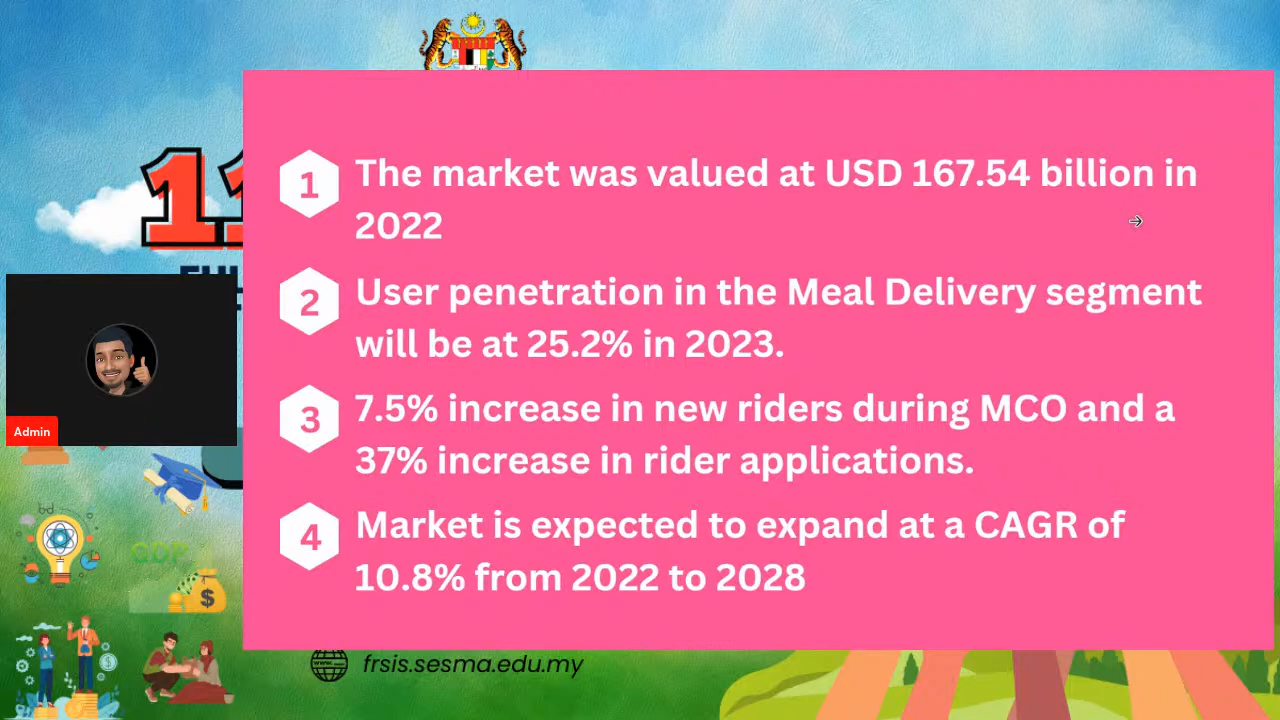 11
1
The market was valued at USD 167.54 billion in
2022
2
User penetration in the Meal Delivery segment
will be at 25.2% in 2023.
Admin
3
7.5% increase in new riders during MCO and a
37% increase in rider applications.
4
Market is expected to expand at a CAGR of
10.8% from 2022 to 2028
GDP
$
www.
frsis.sesma.edu.my